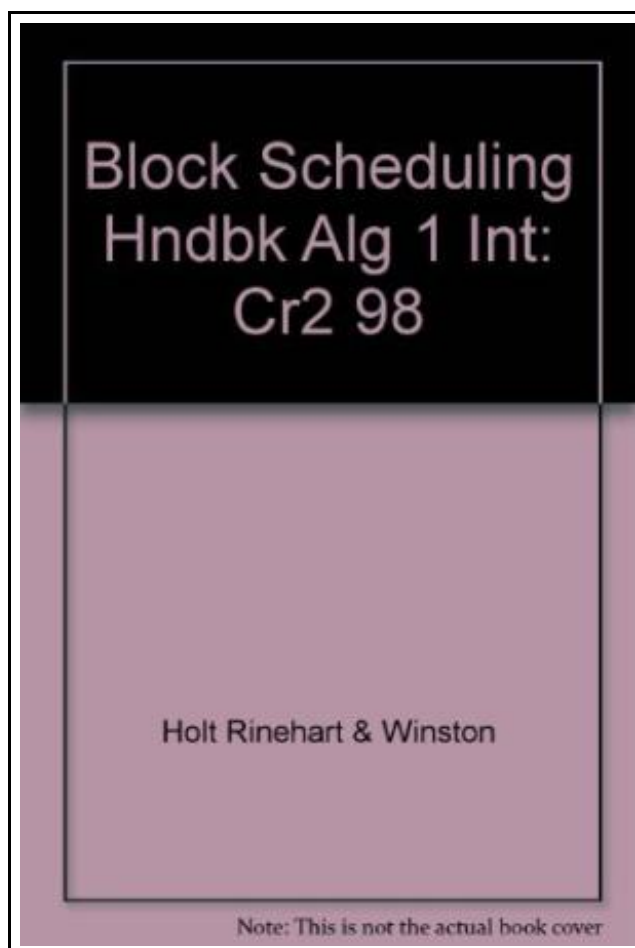 Block Scheduling
Hndbk Alg 1 Int:
Cr2 98
Holt Rinehart & Winston
Note: This is not the actual book cover